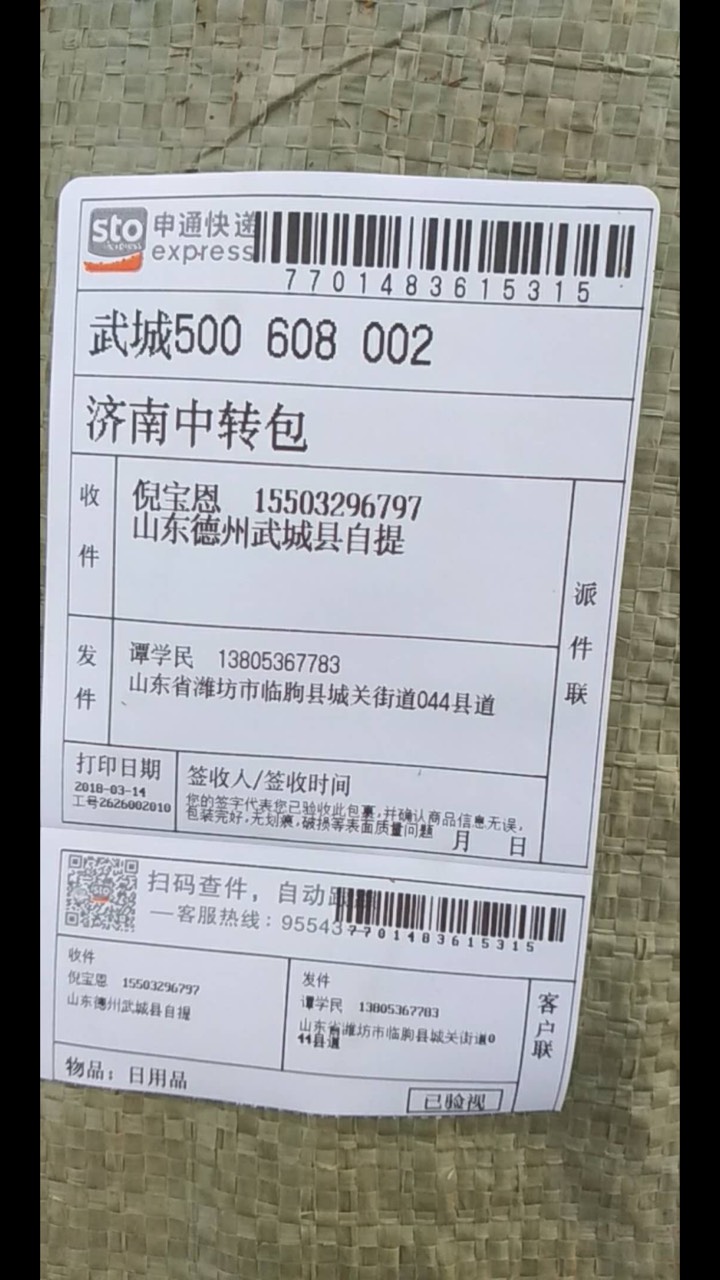 sto 申通快递
express
7701483615315
武城500 608 002
济南中转包
收件
倪宝恩 15503296797
山东德州武城县自提
派件联
发件
谭学民 13805367783
山东省潍坊市临朐县城关街道044县道
打印日期
2018-03-14
工号2626002010
签收人/签收时间
您的签字代表您已验收此包裹,并确认商品信息无误,
包装完好,无划痕,破损等表面质量问题
月 日
扫码查件，自动
一客服热线：95543
7701483615315
收件
倪宝恩 15503296797
山东德州武城县自提
发件
谭学民 13805367783
山东省潍坊市临朐县城关街道0
44县道
客户联
物品：日用品
已验视